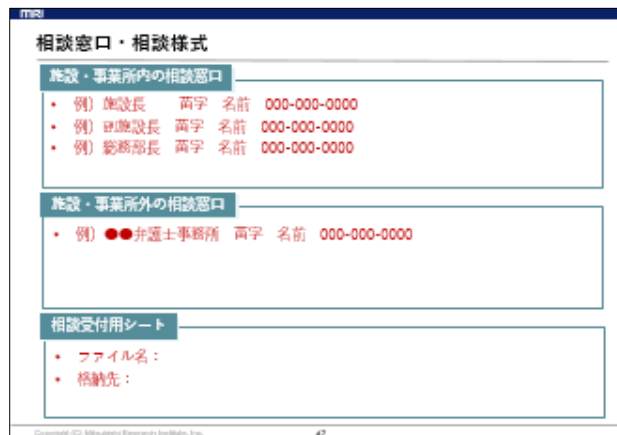 MRI
相談窓口・相談様式
施設・事業所内の相談窓口
• 例）施設長 苗字 名前 000-000-0000
• 例）副施設長 苗字 名前 000-000-0000
• 例）総務部長 苗字 名前 000-000-0000
施設・事業所外の相談窓口
• 例）●●弁護士事務所 苗字 名前 000-000-0000
相談受付用シート
• ファイル名：
• 格納先：
Copyright (C) Mitsubishi Research Institute, Inc.
47